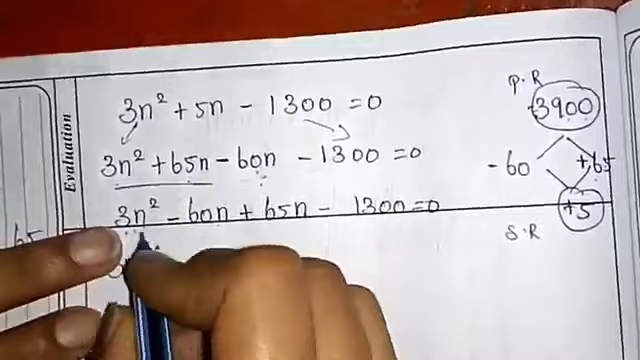 Evaluation
3n² + 5n - 1300 = 0
3n² + 65n - 60n - 1300 = 0
3n² - 60n + 65n - 1300 = 0
P.R
-3900
-60 +65
+5
S.R
65